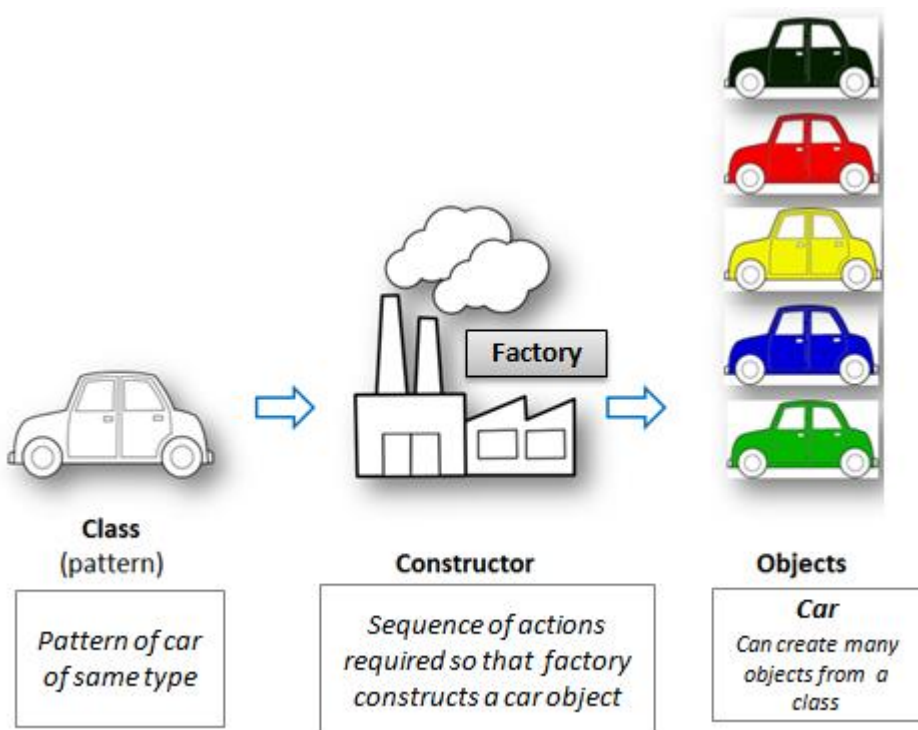 Factory
Class
(pattern)
Pattern of car
of same type
Constructor
Sequence of actions
required so that factory
constructs a car object
Objects
Car
Can create many
objects from a
class